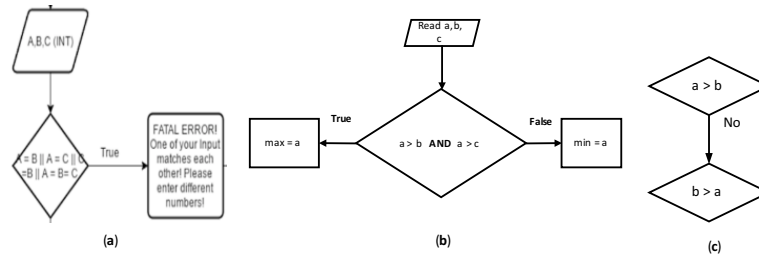 A,B,C (INT)
A = B || A = C || C
=B || A = B= C
True
FATAL ERROR!
One of your Input
matches each
other! Please
enter different
numbers!
(a)
Read a,b,
c
True
False
max = a
a > b AND a > c
min = a
(b)
a > b
No
b > a
(c)